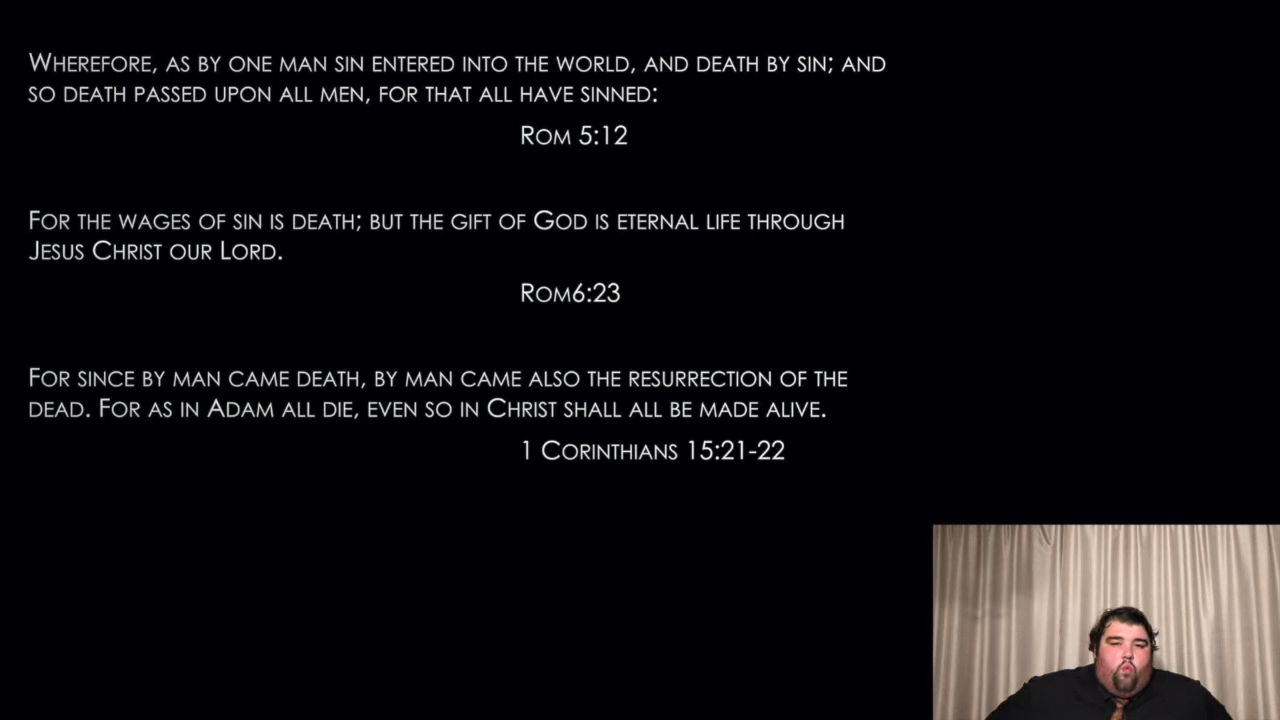 Wherefore, as by one man sin entered into the world, and death by sin; and
so death passed upon all men, for that all have sinned:
Rom 5:12
For the wages of sin is death; but the gift of God is eternal life through
Jesus Christ our Lord.
Rom6:23
For since by man came death, by man came also the resurrection of the
dead. For as in Adam all die, even so in Christ shall all be made alive.
1 Corinthians 15:21-22